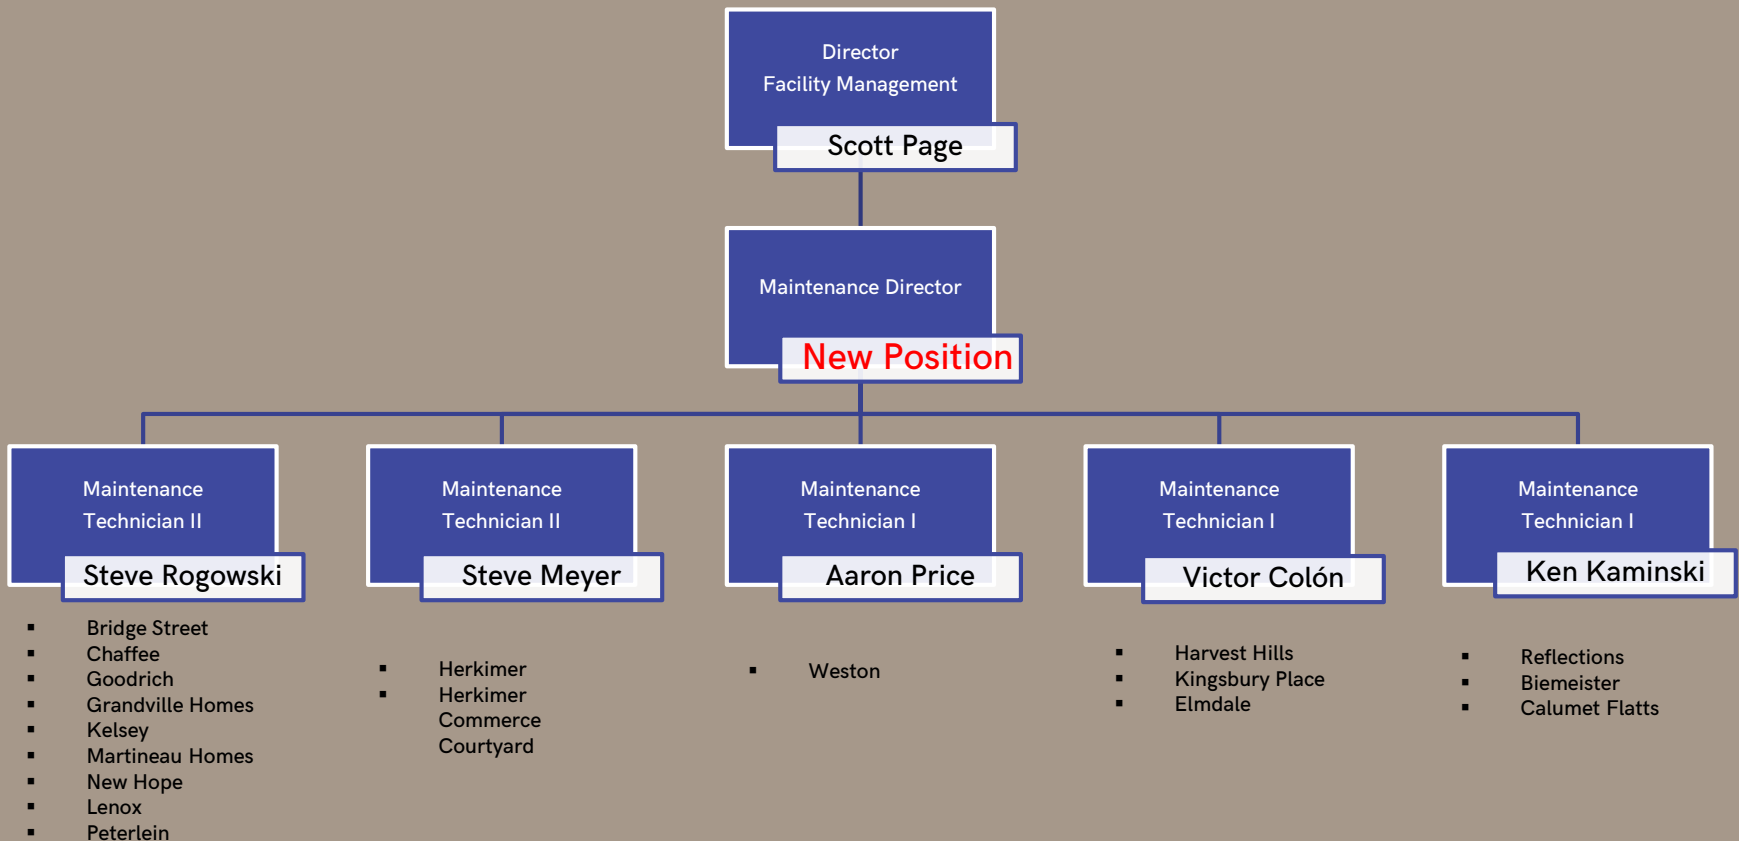 Director
Facility Management
Scott Page
Maintenance Director
New Position
Maintenance
Technician II
Steve Rogowski
Maintenance
Technician II
Steve Meyer
Maintenance
Technician I
Aaron Price
Maintenance
Technician I
Victor Colón
Maintenance
Technician I
Ken Kaminski
▪ Bridge Street
▪ Chaffee
▪ Goodrich
▪ Grandville Homes
▪ Kelsey
▪ Martineau Homes
▪ New Hope
▪ Lenox
▪ Peterlein
▪ Herkimer
▪ Herkimer
Commerce
Courtyard
▪ Weston
▪ Harvest Hills
▪ Kingsbury Place
▪ Elmdale
▪ Reflections
▪ Biemeister
▪ Calumet Flatts